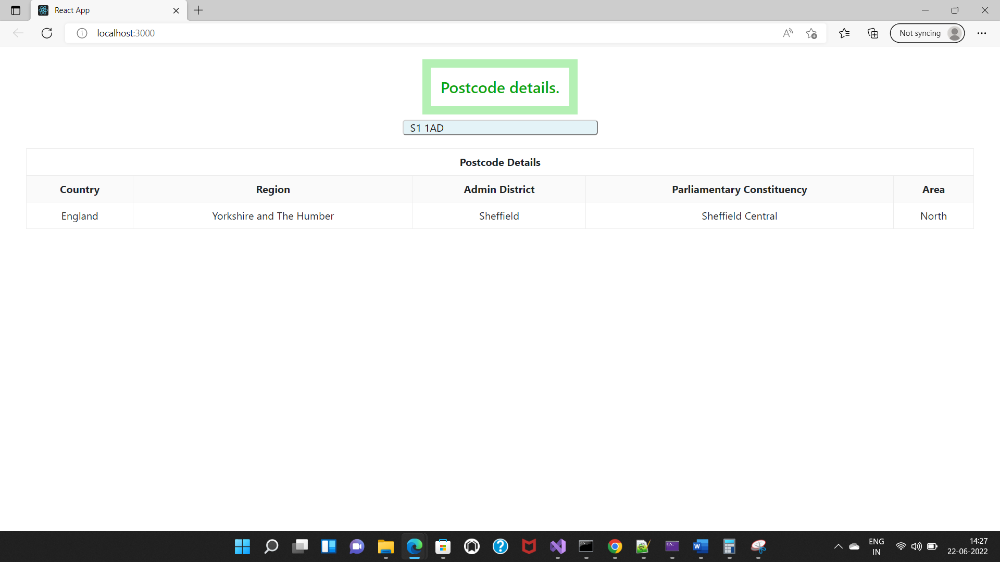 React App
localhost:3000
Not syncing
Postcode details.
S1 1AD
Postcode Details
Country Region Admin District Parliamentary Constituency Area
England Yorkshire and The Humber Sheffield Sheffield Central North
ENG
IN
14:27
22-06-2022